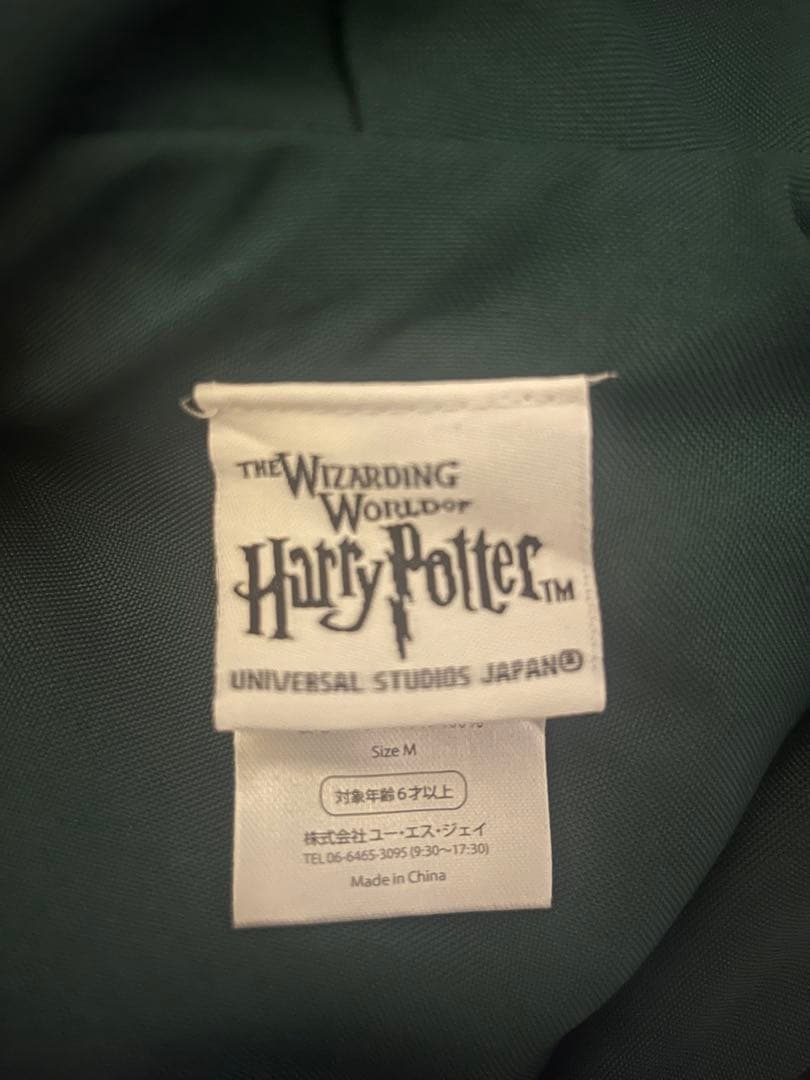 THE WIZARDING
WORLD OF
Harry Potter TM
UNIVERSAL STUDIOS JAPAN®
Size M
対象年齢6才以上
株式会社ユー・エス・ジェイ
TEL 06-6465-3095 (9:30～17:30)
Made in China